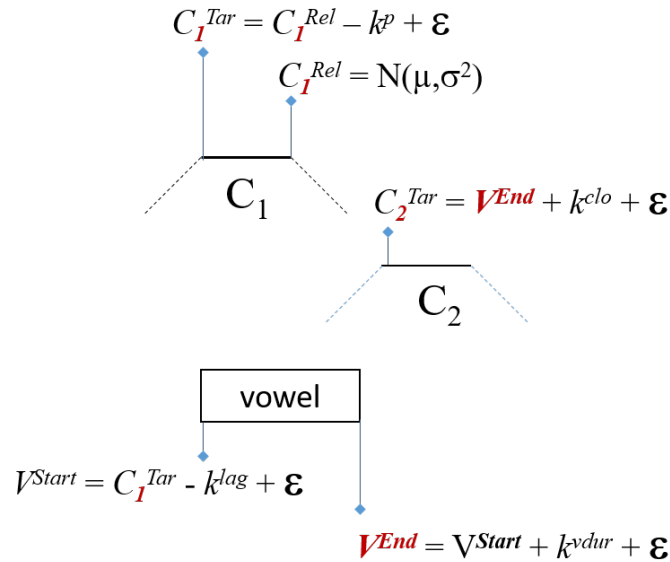 C₁ᵀᵃʳ = C₁ᴿᵉˡ – kᵖ + ε
C₁ᴿᵉˡ = N(μ,σ²)
C₁
C₂ᵀᵃʳ = Vᴱⁿᵈ + kᶜˡᵒ + ε
C₂
vowel
Vˢᵗᵃʳᵗ = C₁ᵀᵃʳ - kˡᵃᵍ + ε
Vᴱⁿᵈ = Vˢᵗᵃʳᵗ + kᵛᵈᵘʳ + ε